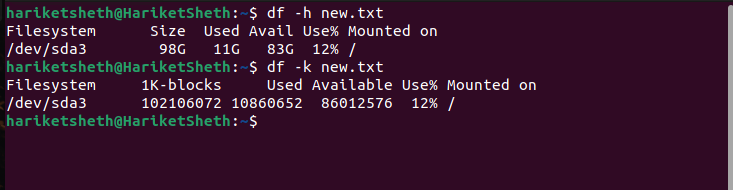 hariketsheth@HariketSheth:~$ df -h new.txt
Filesystem      Size  Used Avail Use% Mounted on
/dev/sda3        98G   11G   83G  12% /
hariketsheth@HariketSheth:~$ df -k new.txt
Filesystem     1K-blocks     Used Available Use% Mounted on
/dev/sda3      102106072 10860652  86012576  12% /
hariketsheth@HariketSheth:~$